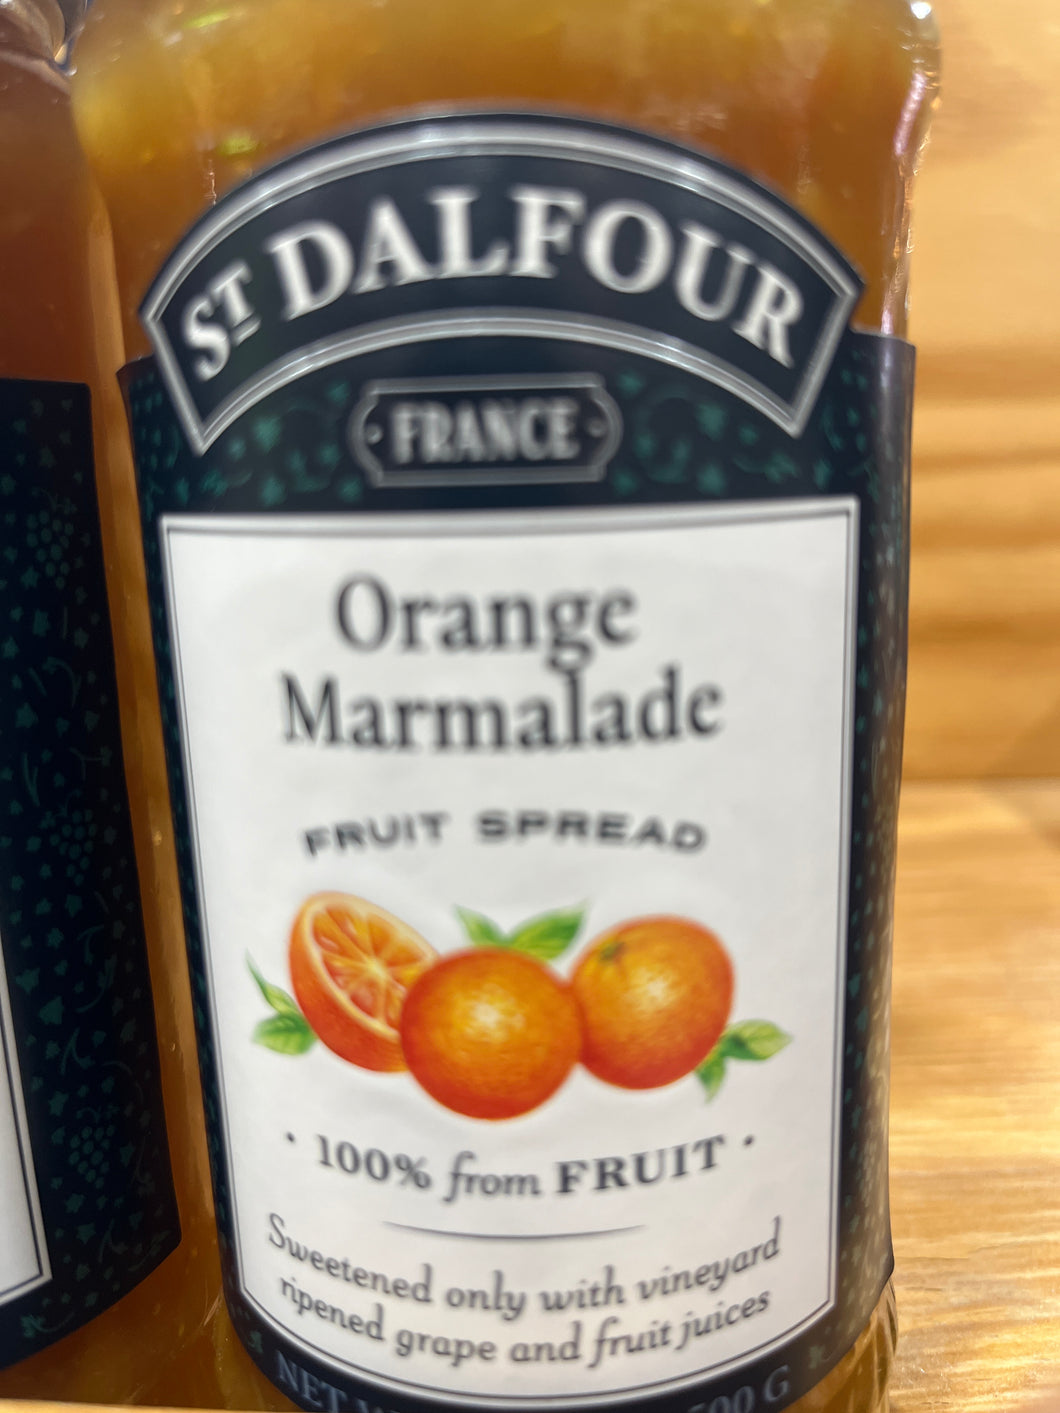 ST DALFOUR
· FRANCE ·
Orange
Marmalade
FRUIT SPREAD
· 100% from FRUIT ·
Sweetened only with vineyard
ripened grape and fruit juices
NET G